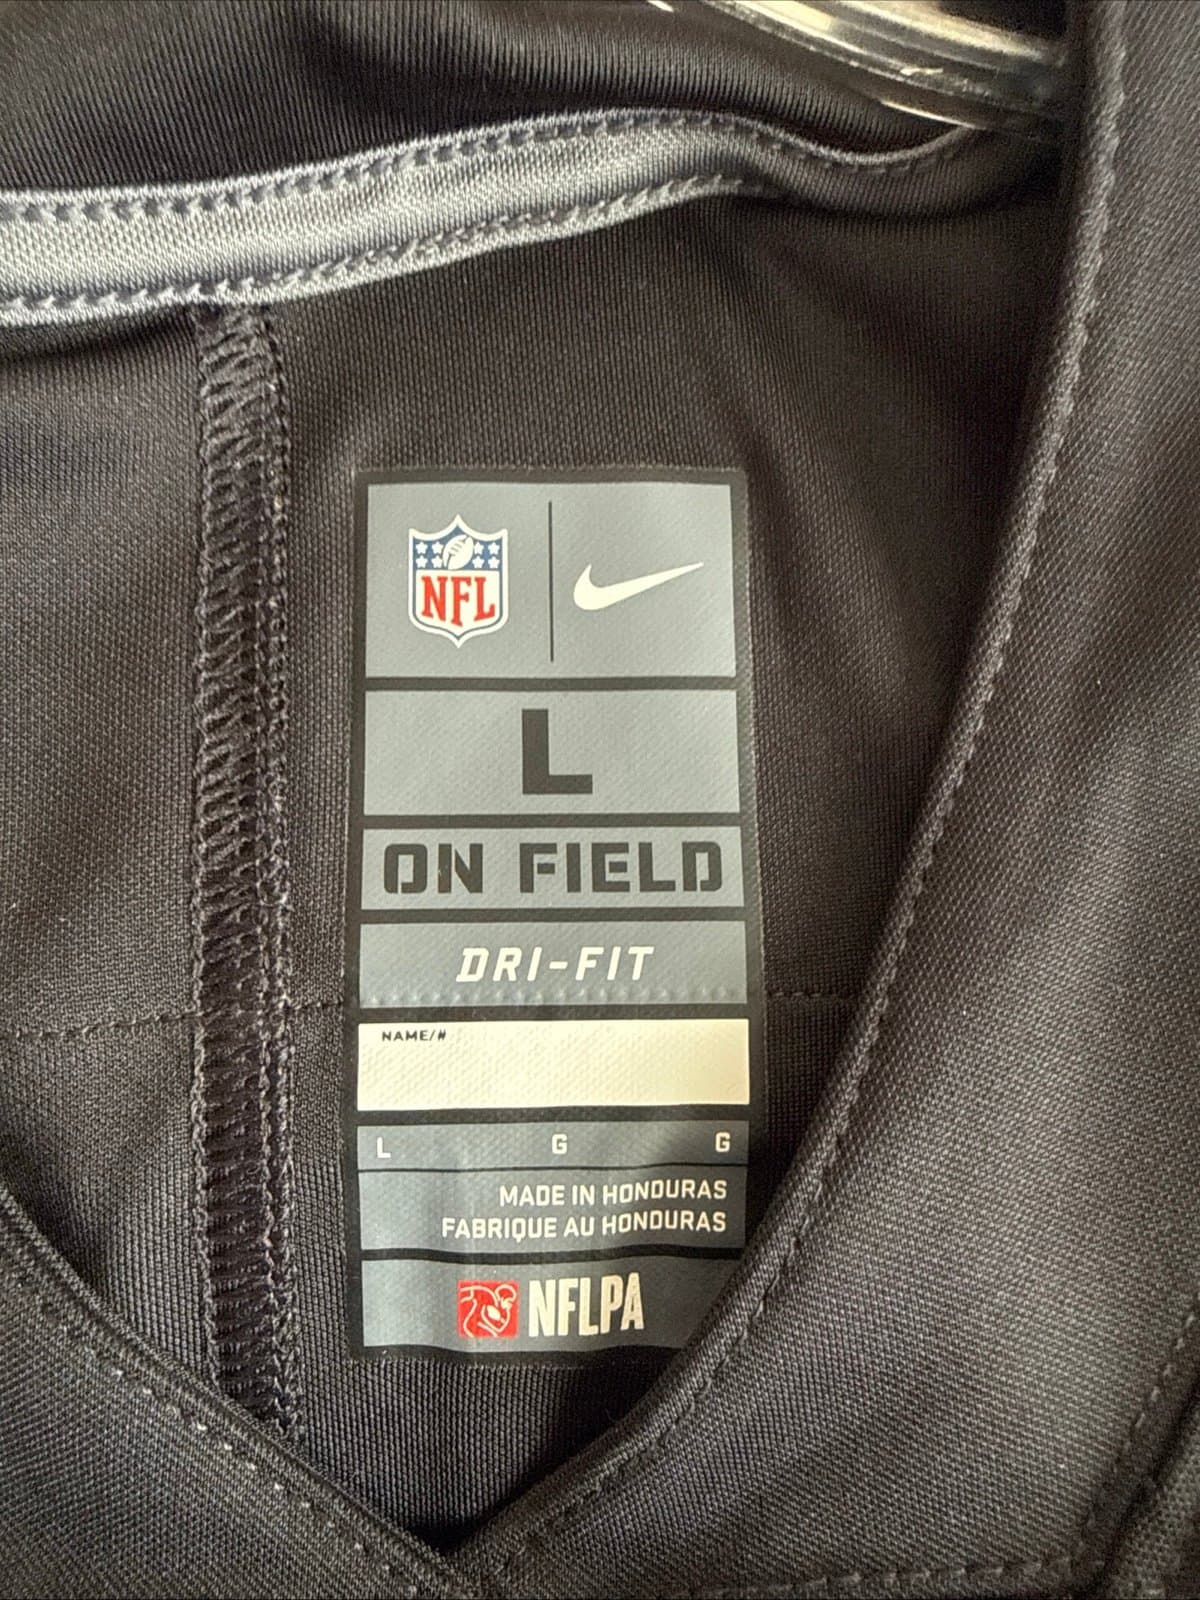 NFL
L
ON FIELD
DRI-FIT
NAME/#
L G G
MADE IN HONDURAS
FABRIQUE AU HONDURAS
NFLPA